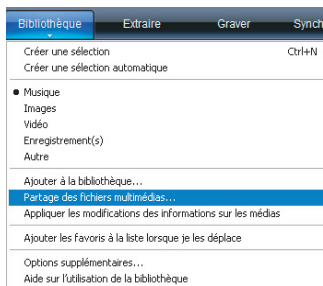 Bibliothèque Extraire Graver Synch
Créer une sélection Ctrl+N
Créer une sélection automatique
Musique
Images
Vidéo
Enregistrement(s)
Autre
Ajouter à la bibliothèque...
Partage des fichiers multimédias...
Appliquer les modifications des informations sur les médias
Ajouter les favoris à la liste lorsque je les déplace
Options supplémentaires...
Aide sur l'utilisation de la bibliothèque